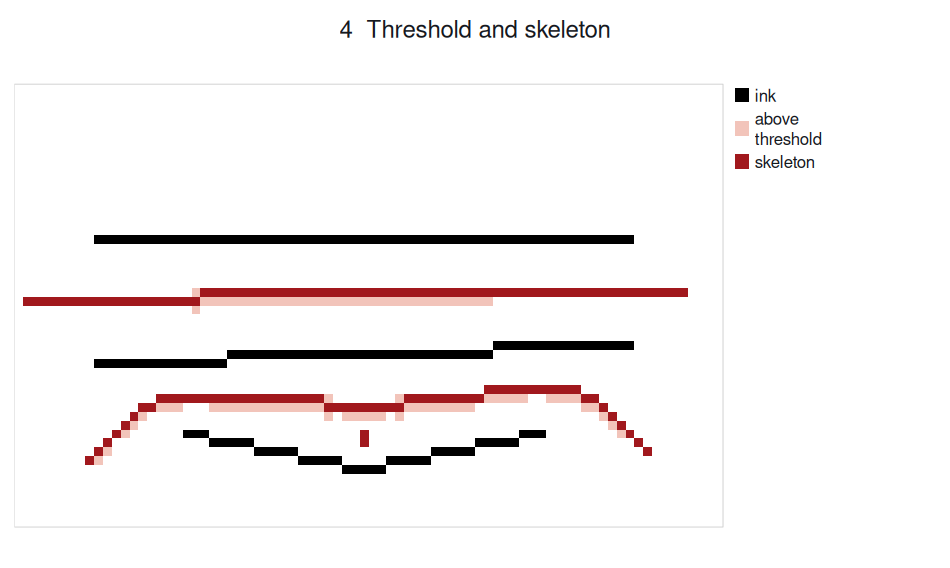 4 Threshold and skeleton
ink
above
threshold
skeleton